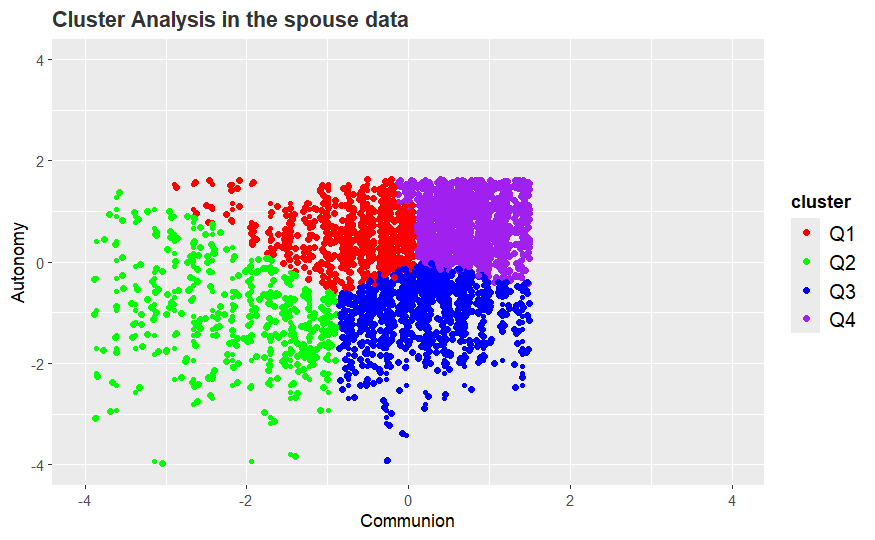 Cluster Analysis in the spouse data
4
2
0
-2
-4
Autonomy
-4
-2
0
2
4
Communion
cluster
Q1
Q2
Q3
Q4